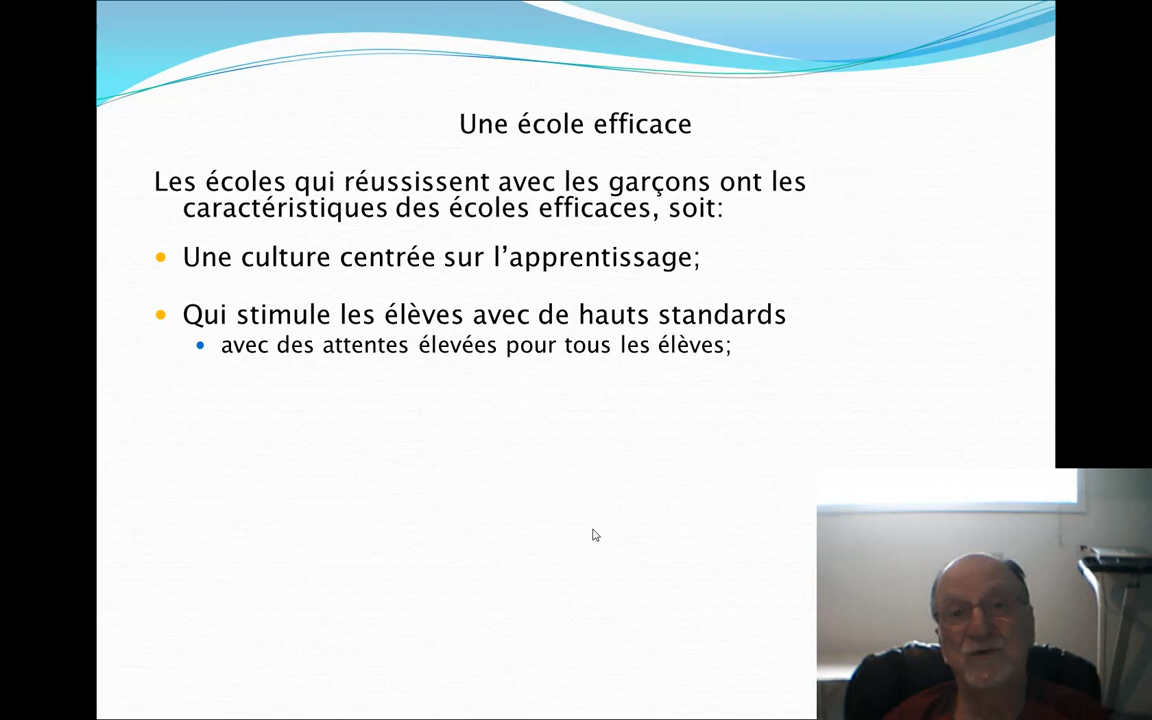 Une école efficace
Les écoles qui réussissent avec les garçons ont les
caractéristiques des écoles efficaces, soit:
Une culture centrée sur l’apprentissage;
Qui stimule les élèves avec de hauts standards
avec des attentes élevées pour tous les élèves;